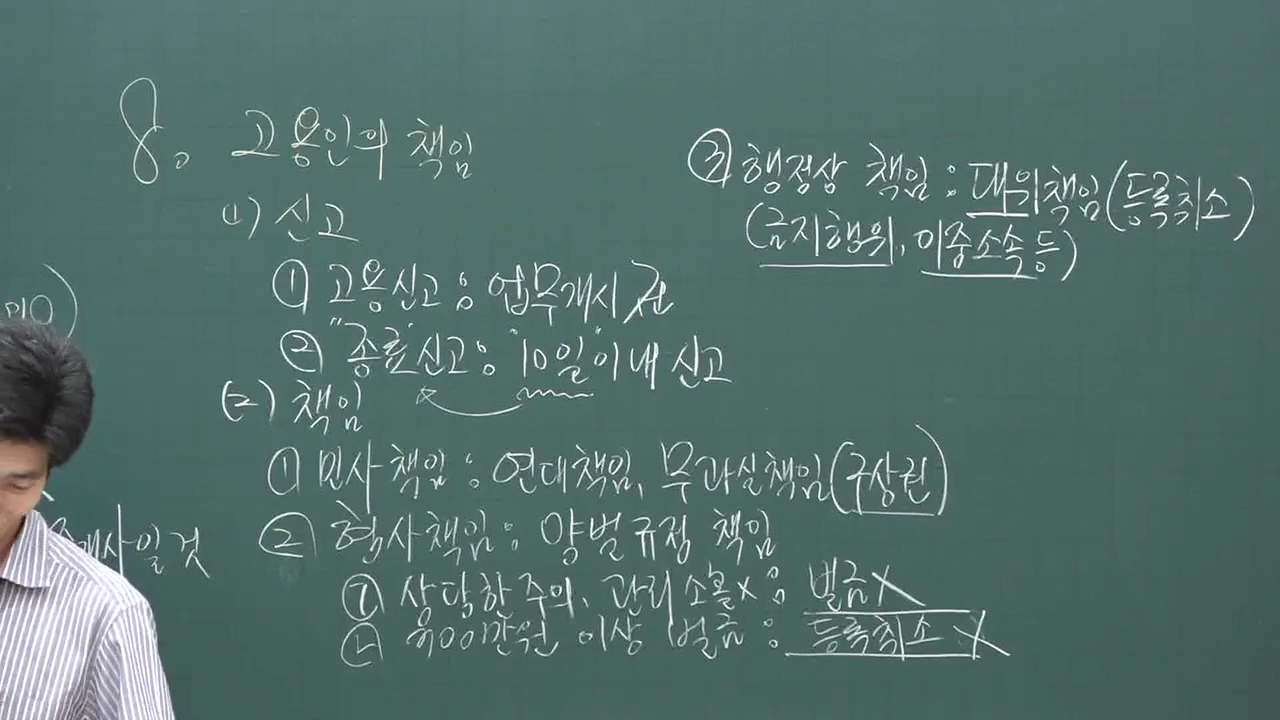 8. 고용인의 책임
(1) 신고
① 고용신고 : 업무개시 전
② "종료"신고 : "10일"이내 신고
(2) 책임
① 민사책임 : 연대책임, 무과실책임(구상권)
② 형사책임 : 양벌규정 책임
㉠ 상당한 주의, 관리 소홀X : 벌금X
㉡ 300만원 이상 벌금 : 등록취소 X
③ 행정상 책임 : 대위책임(등록취소)
(금지행위, 이중소속 등)
사일 것